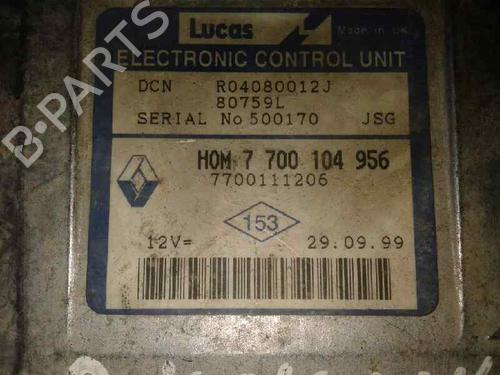 Lucas Made in UK
ELECTRONIC CONTROL UNIT
DCN R04080012J
80759L
SERIAL No 500170 JSG
HOM 7 700 104 956
7700111206
153
12V= 29.09.99